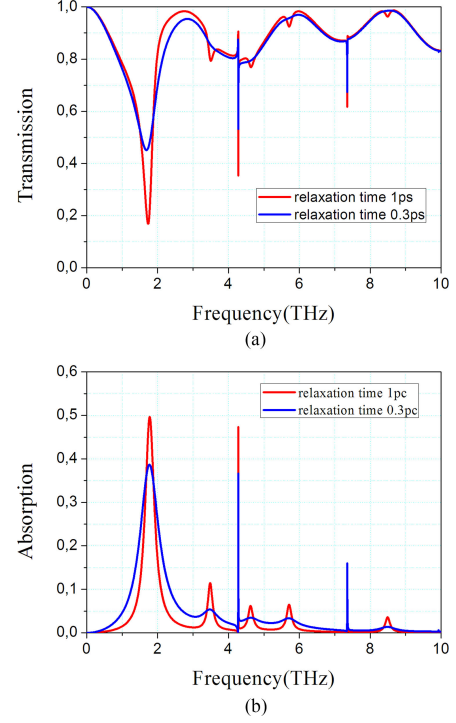 1,0
0,8
0,6
0,4
0,2
0,0
Transmission
relaxation time 1ps
relaxation time 0.3ps
0 2 4 6 8 10
Frequency(THz)
(a)
0,6
0,5
0,4
0,3
0,2
0,1
0,0
Absorption
relaxation time 1pc
relaxation time 0.3pc
0 2 4 6 8 10
Frequency(THz)
(b)